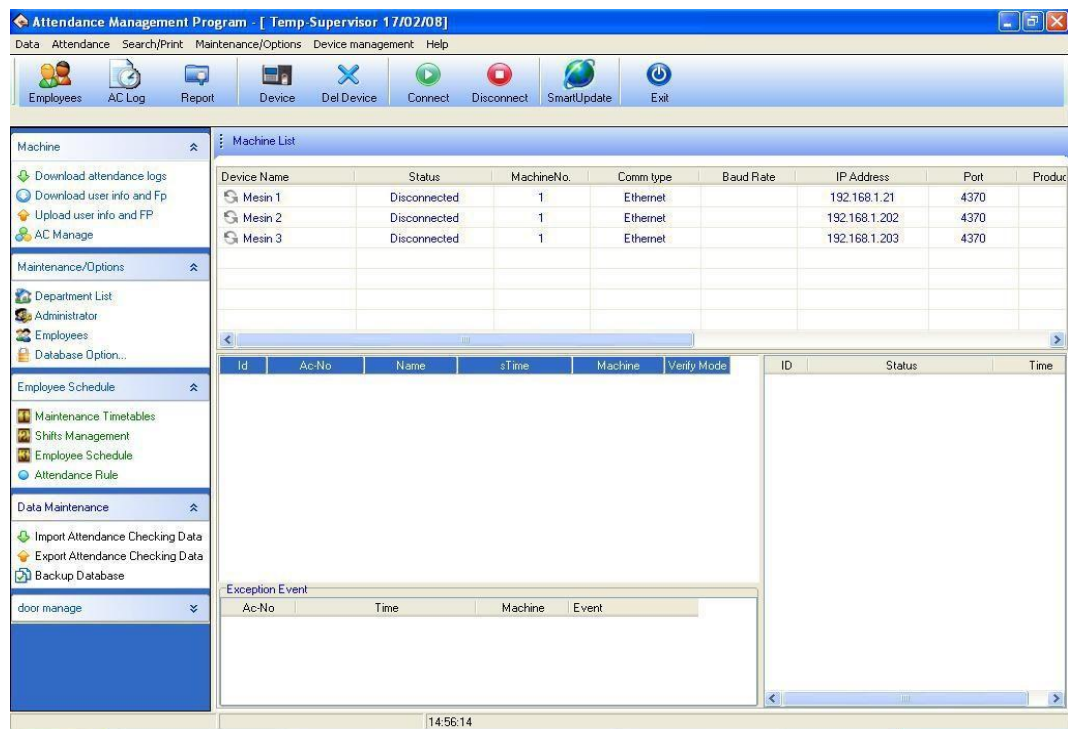 Attendance Management Program - [ Temp-Supervisor 17/02/08]
Data Attendance Search/Print Maintenance/Options Device management Help
Employees AC Log Report Device Del Device Connect Disconnect SmartUpdate Exit
Machine
Download attendance logs
Download user info and Fp
Upload user info and FP
AC Manage
Maintenance/Options
Department List
Administrator
Employees
Database Option...
Employee Schedule
Maintenance Timetables
Shifts Management
Employee Schedule
Attendance Rule
Data Maintenance
Import Attendance Checking Data
Export Attendance Checking Data
Backup Database
door manage
Machine List
Device Name Status MachineNo. Comm type Baud Rate IP Address Port Produc
Mesin 1 Disconnected 1 Ethernet 192.168.1.21 4370
Mesin 2 Disconnected 1 Ethernet 192.168.1.202 4370
Mesin 3 Disconnected 1 Ethernet 192.168.1.203 4370
Id Ac-No Name sTime Machine Verify Mode
ID Status Time
Exception Event
Ac-No Time Machine Event
14:56:14